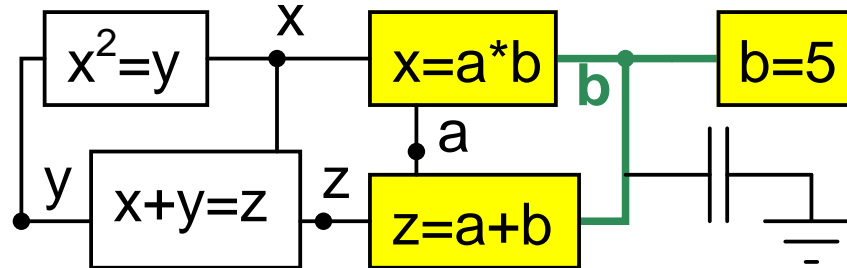 x
x²=y
x=a*b
b=5
b
a
y
x+y=z
z
z=a+b